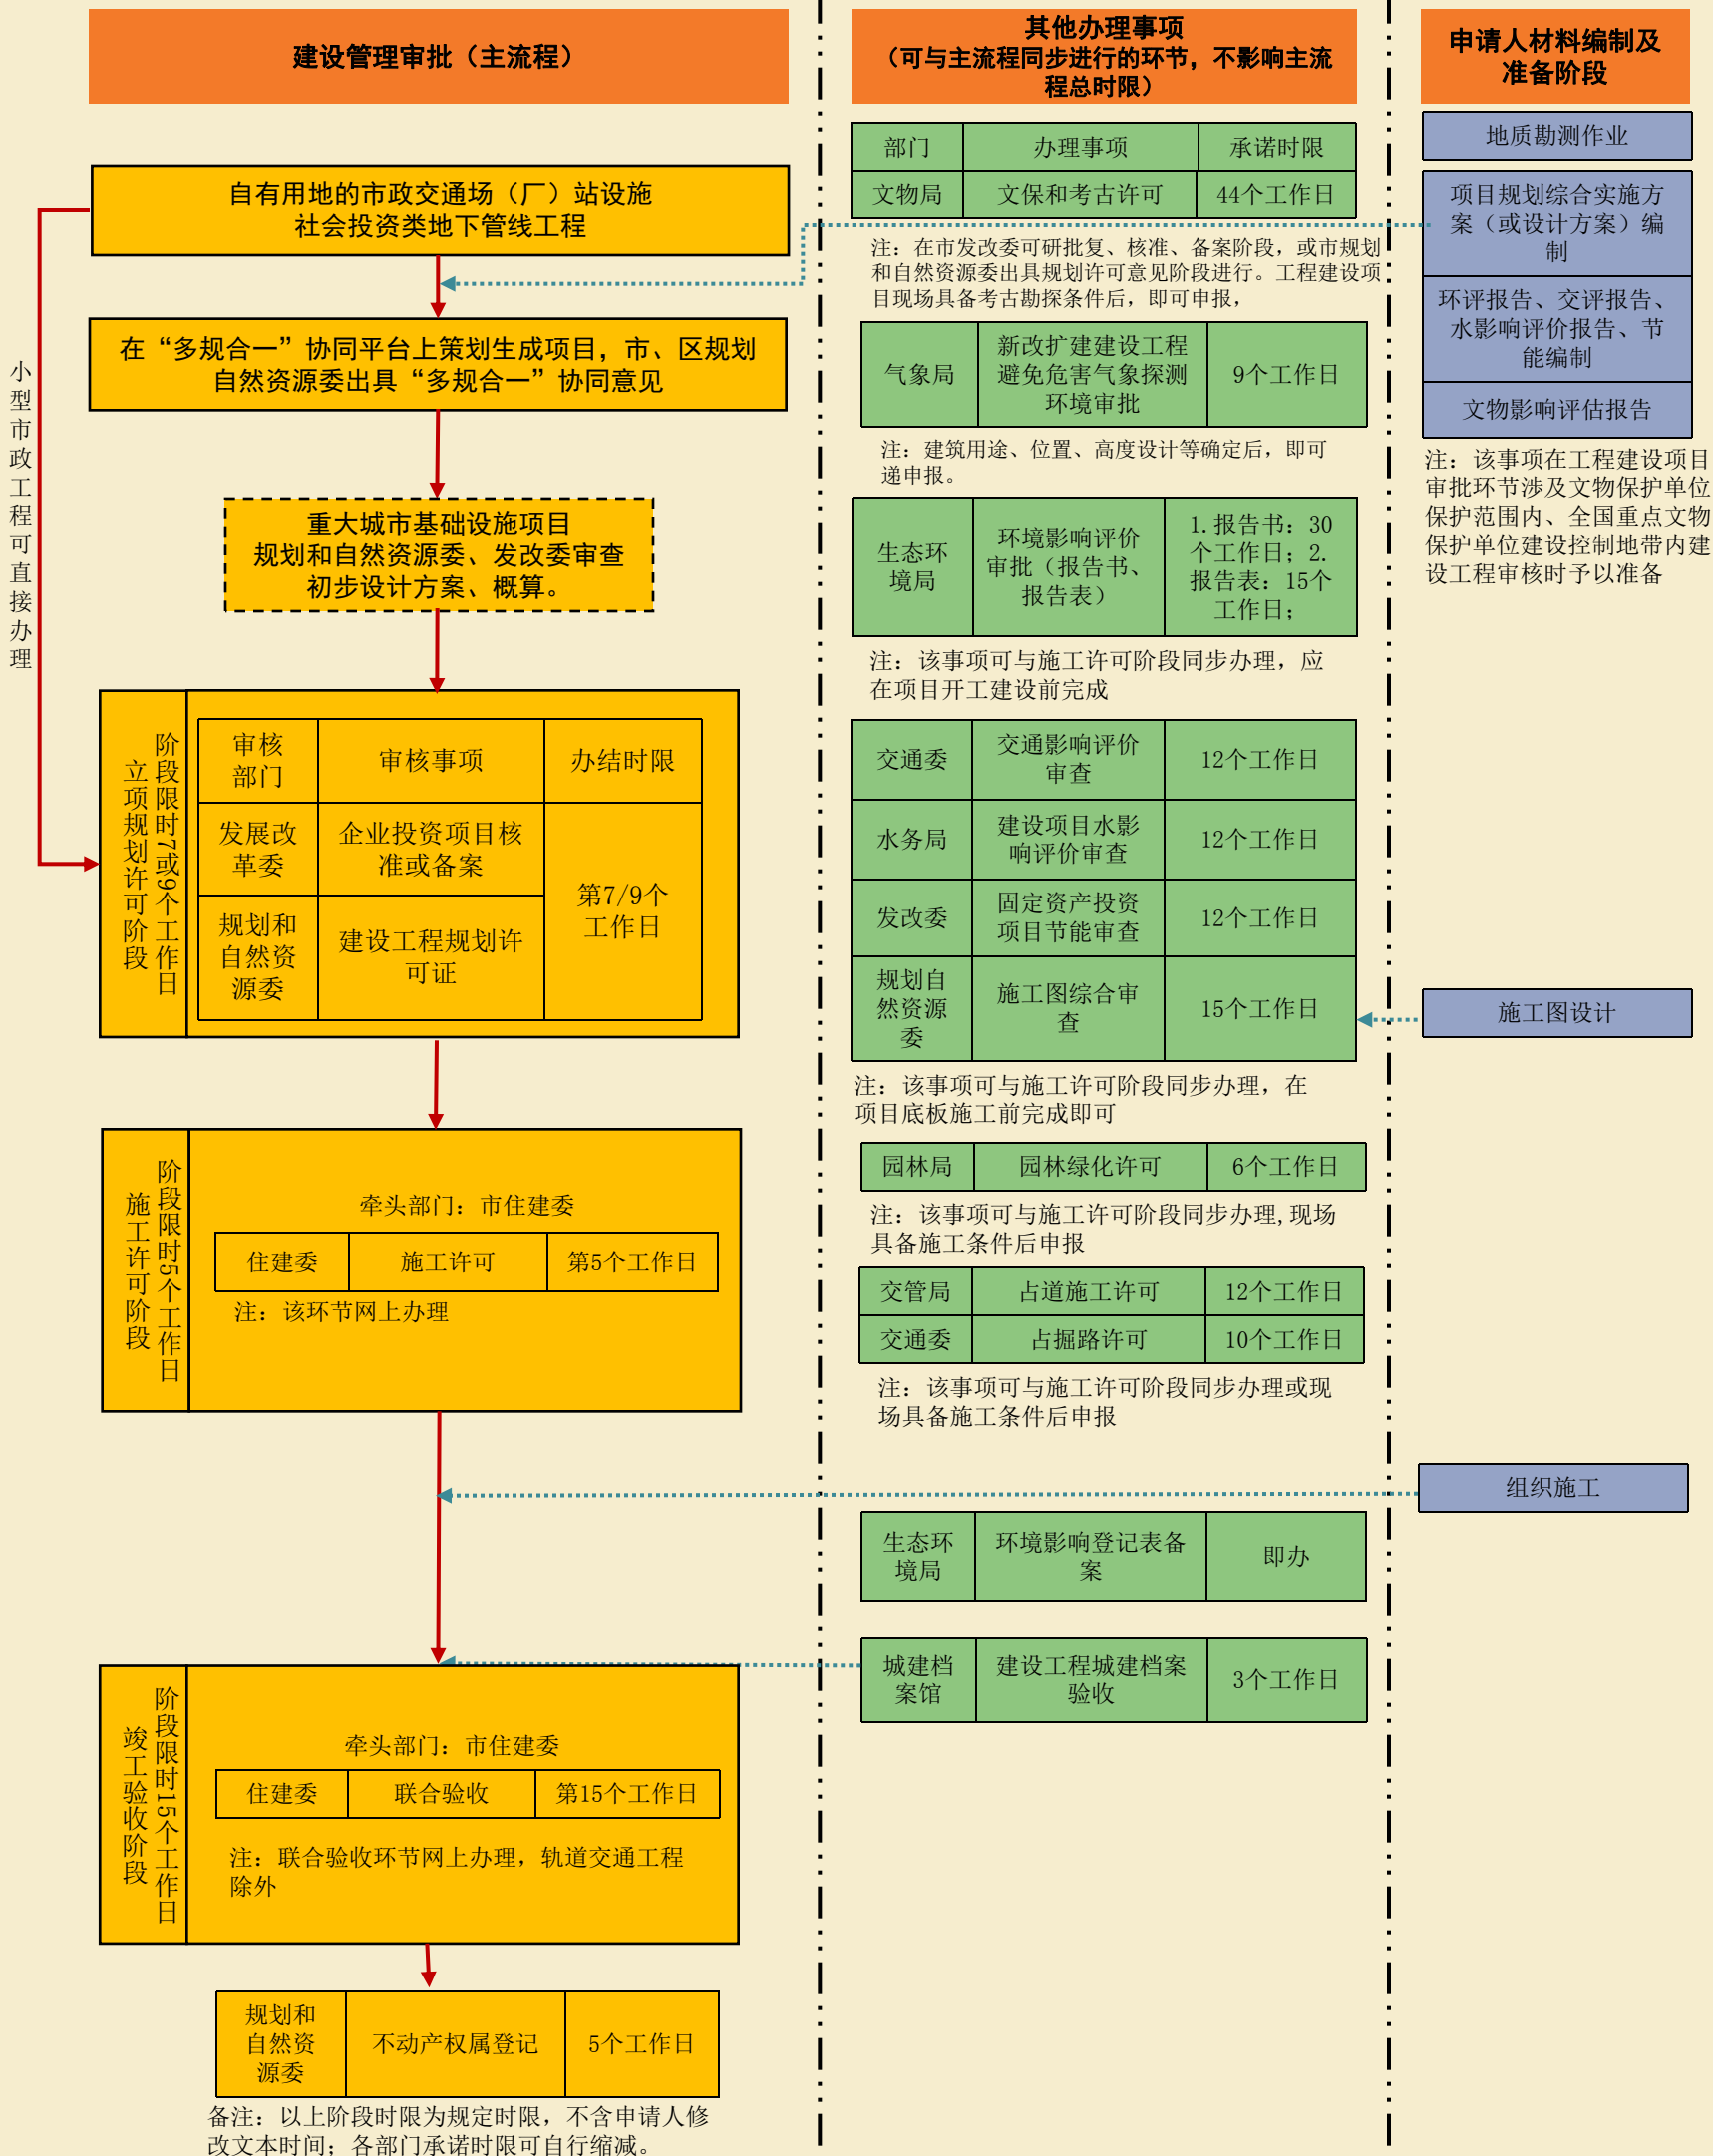 建设管理审批（主流程）
自有用地的市政交通场（厂）站设施
社会投资类地下管线工程
小型市政工程可直接办理
在“多规合一”协同平台上策划生成项目，市、区规划
自然资源委出具“多规合一”协同意见
重大城市基础设施项目
规划和自然资源委、发改委审查
初步设计方案、概算。
立项规划许可阶段
阶段限时7或9个工作日
审核
部门
审核事项
办结时限
发展改
革委
企业投资项目核
准或备案
第7/9个
工作日
规划和
自然资
源委
建设工程规划许
可证
施工许可阶段
阶段限时5个工作日
牵头部门：市住建委
住建委
施工许可
第5个工作日
注：该环节网上办理
竣工验收阶段
阶段限时15个工作日
牵头部门：市住建委
住建委
联合验收
第15个工作日
注：联合验收环节网上办理，轨道交通工程
除外
规划和
自然资
源委
不动产权属登记
5个工作日
备注：以上阶段时限为规定时限，不含申请人修
改文本时间；各部门承诺时限可自行缩减。
其他办理事项
（可与主流程同步进行的环节，不影响主流
程总时限）
部门
办理事项
承诺时限
文物局
文保和考古许可
44个工作日
注：在市发改委可研批复、核准、备案阶段，或市规划
和自然资源委出具规划许可意见阶段进行。工程建设项
目现场具备考古勘探条件后，即可申报，
气象局
新改扩建建设工程
避免危害气象探测
环境审批
9个工作日
注：建筑用途、位置、高度设计等确定后，即可
递申报。
生态环
境局
环境影响评价
审批（报告书、
报告表）
1.报告书：30
个工作日；2.
报告表：15个
工作日；
注：该事项可与施工许可阶段同步办理，应
在项目开工建设前完成
交通委
交通影响评价
审查
12个工作日
水务局
建设项目水影
响评价审查
12个工作日
发改委
固定资产投资
项目节能审查
12个工作日
规划自
然资源
委
施工图综合审
查
15个工作日
注：该事项可与施工许可阶段同步办理，在
项目底板施工前完成即可
园林局
园林绿化许可
6个工作日
注：该事项可与施工许可阶段同步办理,现场
具备施工条件后申报
交管局
占道施工许可
12个工作日
交通委
占掘路许可
10个工作日
注：该事项可与施工许可阶段同步办理或现
场具备施工条件后申报
生态环
境局
环境影响登记表备
案
即办
城建档
案馆
建设工程城建档案
验收
3个工作日
申请人材料编制及
准备阶段
地质勘测作业
项目规划综合实施方
案（或设计方案）编
制
环评报告、交评报告、
水影响评价报告、节
能编制
文物影响评估报告
注：该事项在工程建设项目
审批环节涉及文物保护单位
保护范围内、全国重点文物
保护单位建设控制地带内建
设工程审核时予以准备
施工图设计
组织施工